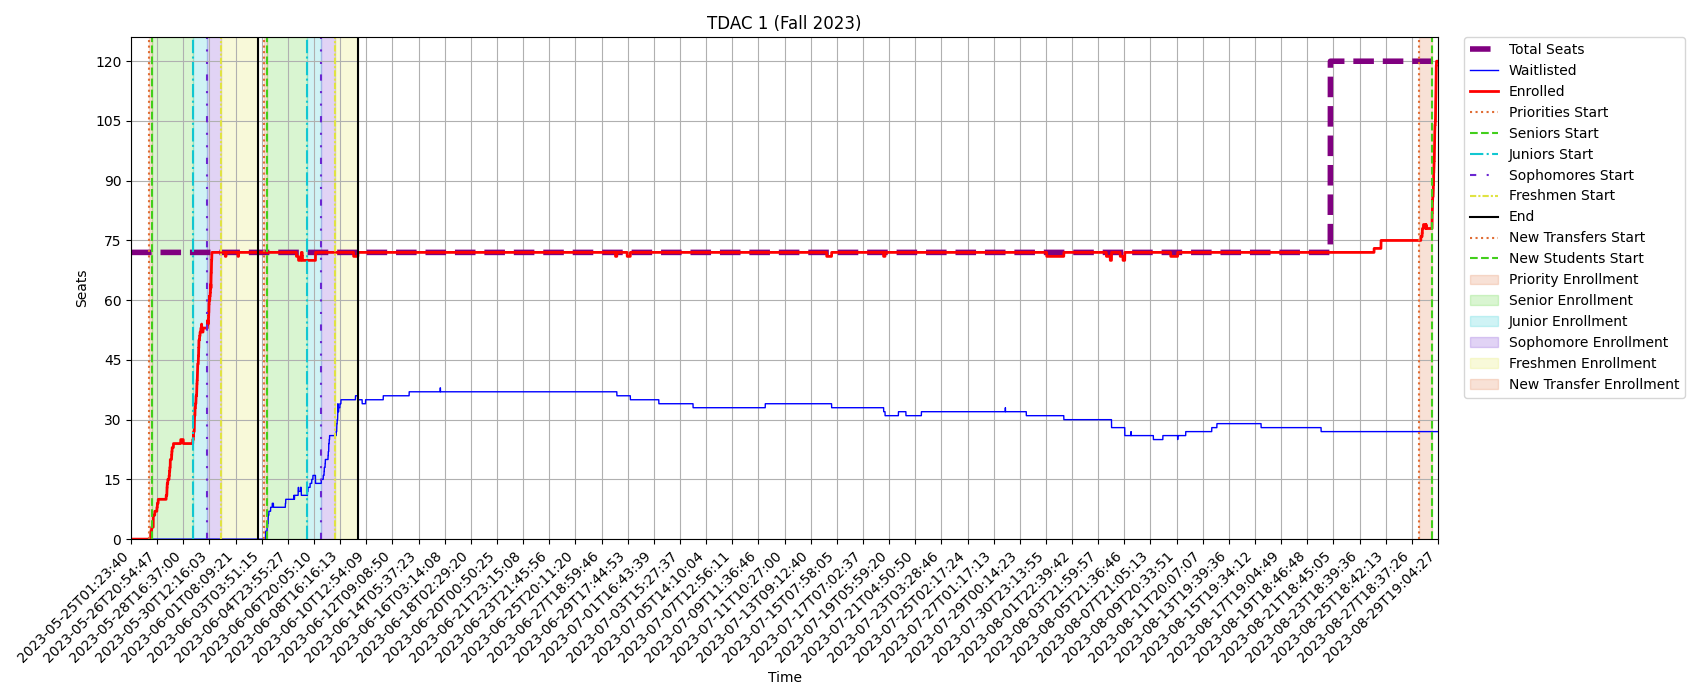 TDAC 1 (Fall 2023)
120
105
90
75
60
45
30
15
0
Seats
2023-05-25T01:23:40
2023-05-26T20:54:47
2023-05-28T16:37:00
2023-05-30T12:16:03
2023-06-01T08:09:21
2023-06-03T03:51:15
2023-06-04T23:55:27
2023-06-06T20:05:10
2023-06-08T16:16:13
2023-06-10T12:54:09
2023-06-12T09:08:50
2023-06-14T05:37:23
2023-06-16T03:14:08
2023-06-18T02:29:20
2023-06-20T00:50:25
2023-06-21T23:15:08
2023-06-23T21:45:56
2023-06-25T20:11:20
2023-06-27T18:59:46
2023-06-29T17:44:53
2023-07-01T16:43:39
2023-07-03T15:27:37
2023-07-05T14:10:04
2023-07-07T12:56:11
2023-07-09T11:36:46
2023-07-11T10:27:00
2023-07-13T09:12:40
2023-07-15T07:58:05
2023-07-17T07:02:37
2023-07-19T05:59:20
2023-07-21T04:50:50
2023-07-23T03:28:46
2023-07-25T02:17:24
2023-07-27T01:17:13
2023-07-29T00:14:23
2023-07-30T23:13:55
2023-08-01T22:39:42
2023-08-03T21:59:57
2023-08-05T21:36:46
2023-08-07T21:05:13
2023-08-09T20:33:51
2023-08-11T20:07:07
2023-08-13T19:39:36
2023-08-15T19:34:12
2023-08-17T19:04:49
2023-08-19T18:46:48
2023-08-21T18:45:05
2023-08-23T18:39:36
2023-08-25T18:42:13
2023-08-27T18:37:26
2023-08-29T19:04:27
Time
Total Seats
Waitlisted
Enrolled
Priorities Start
Seniors Start
Juniors Start
Sophomores Start
Freshmen Start
End
New Transfers Start
New Students Start
Priority Enrollment
Senior Enrollment
Junior Enrollment
Sophomore Enrollment
Freshmen Enrollment
New Transfer Enrollment